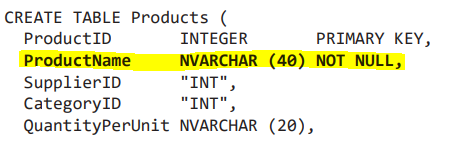 CREATE TABLE Products (
ProductID INTEGER PRIMARY KEY,
ProductName NVARCHAR (40) NOT NULL,
SupplierID "INT",
CategoryID "INT",
QuantityPerUnit NVARCHAR (20),